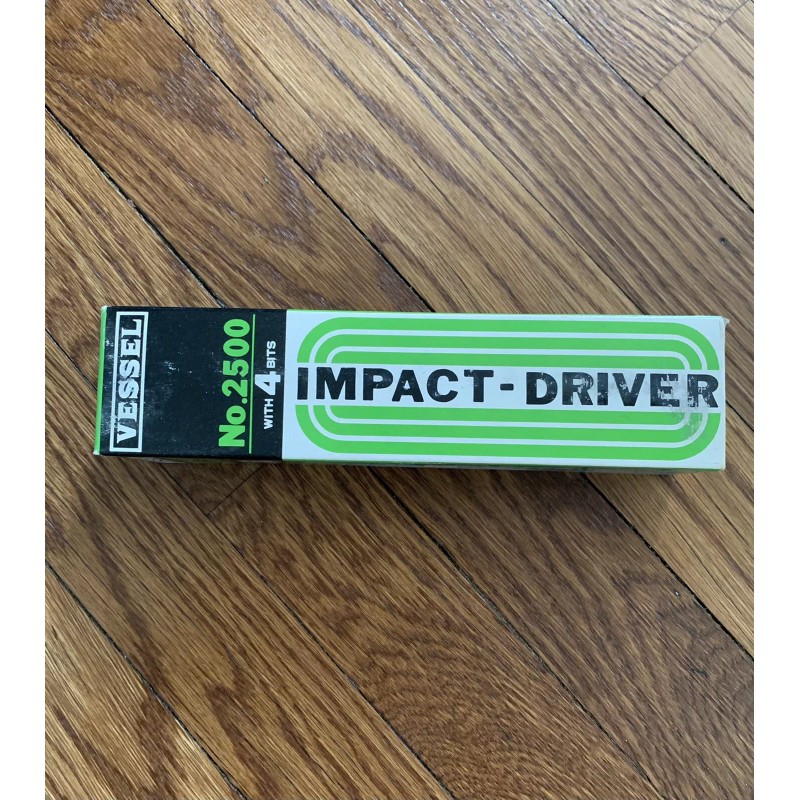 VESSEL
No.2500
WITH 4 BITS
IMPACT-DRIVER